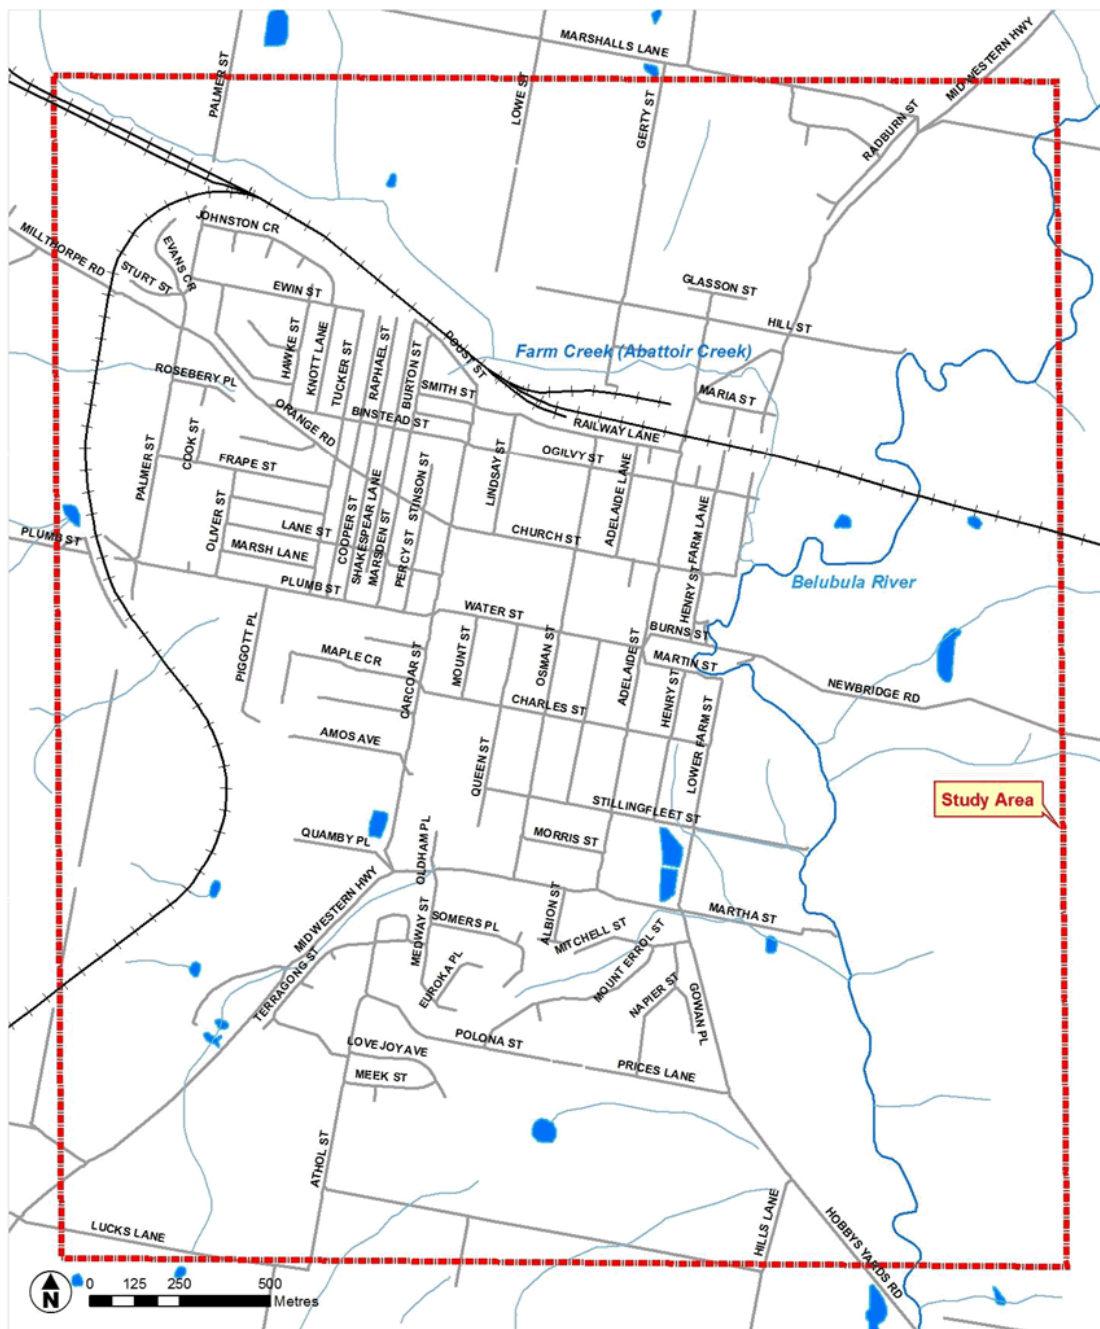 MARSHALLS LANE
MIDWESTERN HWY
PALMER ST
LOWE ST
GERTY ST
RADBURN ST
JOHNSTON CR
MILLTHORPE RD
EVANS CR
STURT ST
EWIN ST
GLASSON ST
HILL ST
HAWKE ST
KNOTT LANE
TUCKER ST
RAPHAEL ST
BURTON ST
DOUST ST
Farm Creek (Abattoir Creek)
ROSEBERY PL
SMITH ST
MARIA ST
ORANGE RD
BINSTEAD ST
RAILWAY LANE
COOK ST
PALMER ST
FRAPE ST
OGILVY ST
LINDSAY ST
STINSON ST
ADELAIDE LANE
OLIVER ST
LANE ST
MARSH LANE
COOPER ST
SHAKESPEAR LANE
MARSDEN ST
PERCY ST
CHURCH ST
FARM LANE
PLUMB ST
PLUMB ST
HENRY ST
Belubula River
WATER ST
BURNS ST
PIGGOTT PL
MAPLE CR
CARCOAR ST
MOUNT ST
OSMAN ST
ADELAIDE ST
MARTIN ST
HENRY ST
NEWBRIDGE RD
CHARLES ST
LOWER FARM ST
AMOS AVE
QUEEN ST
STILLINGFLEET ST
Study Area
QUAMBY PL
OLDHAM PL
MORRIS ST
MIDWESTERN HWY
MEDWAY ST
SOMERS PL
ALBION ST
MARTHA ST
MITCHELL ST
MOUNT ERROL ST
TERRAGONG ST
EUROKA PL
NAPIER ST
GOWAN PL
LOVEJOY AVE
POLONA ST
PRICES LANE
MEEK ST
ATHOL ST
HILLS LANE
HOBBYS YARDS RD
LUCKS LANE
N
0 125 250 500
Metres